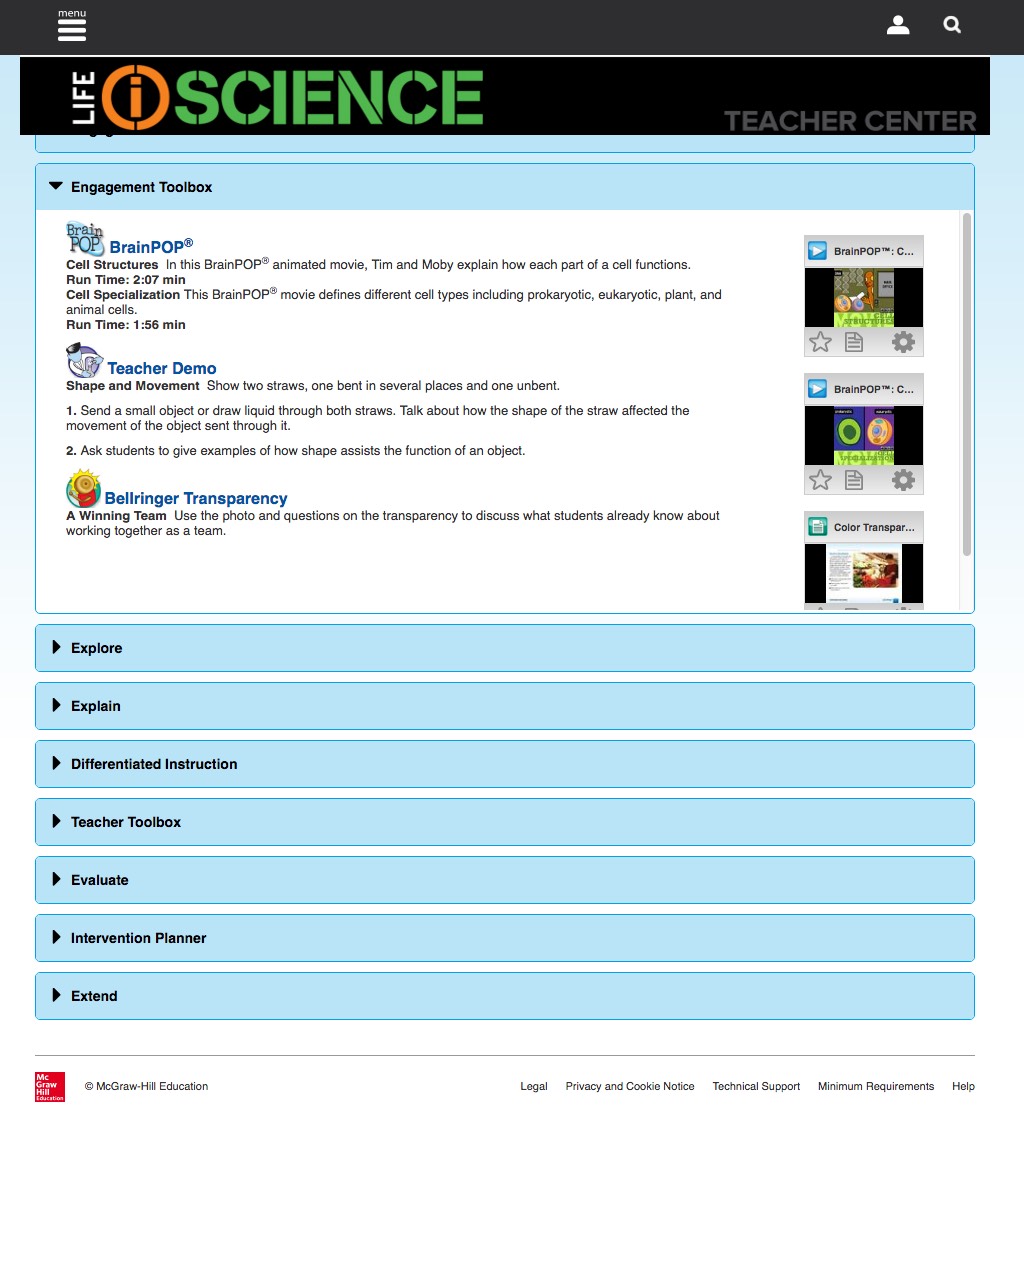 menu
LIFE iSCIENCE
TEACHER CENTER
Engagement Toolbox
Brain POP BrainPOP®
Cell Structures In this BrainPOP® animated movie, Tim and Moby explain how each part of a cell functions.
Run Time: 2:07 min
Cell Specialization This BrainPOP® movie defines different cell types including prokaryotic, eukaryotic, plant, and
animal cells.
Run Time: 1:56 min
Teacher Demo
Shape and Movement Show two straws, one bent in several places and one unbent.
1. Send a small object or draw liquid through both straws. Talk about how the shape of the straw affected the
movement of the object sent through it.
2. Ask students to give examples of how shape assists the function of an object.
Bellringer Transparency
A Winning Team Use the photo and questions on the transparency to discuss what students already know about
working together as a team.
BrainPOP™: C...
CELL
STRUCTURES
BrainPOP™: C...
prokaryotic eukaryotic
CELL
SPECIALIZATION
Color Transpar...
Explore
Explain
Differentiated Instruction
Teacher Toolbox
Evaluate
Intervention Planner
Extend
Mc
Graw
Hill
Education
© McGraw-Hill Education
Legal Privacy and Cookie Notice Technical Support Minimum Requirements Help